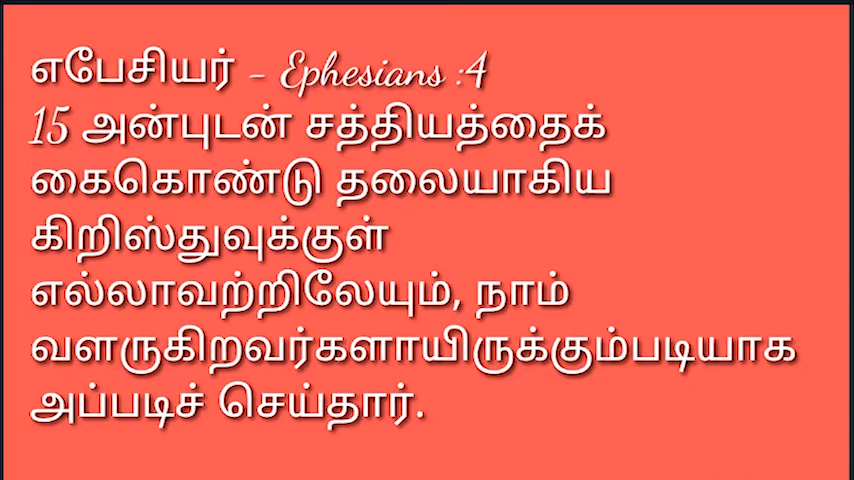 எபேசியர் - Ephesians :4
15 அன்புடன் சத்தியத்தைக்
கைகொண்டு தலையாகிய
கிறிஸ்துவுக்குள்
எல்லாவற்றிலேயும், நாம்
வளருகிறவர்களாயிருக்கும்படியாக
அப்படிச் செய்தார்.